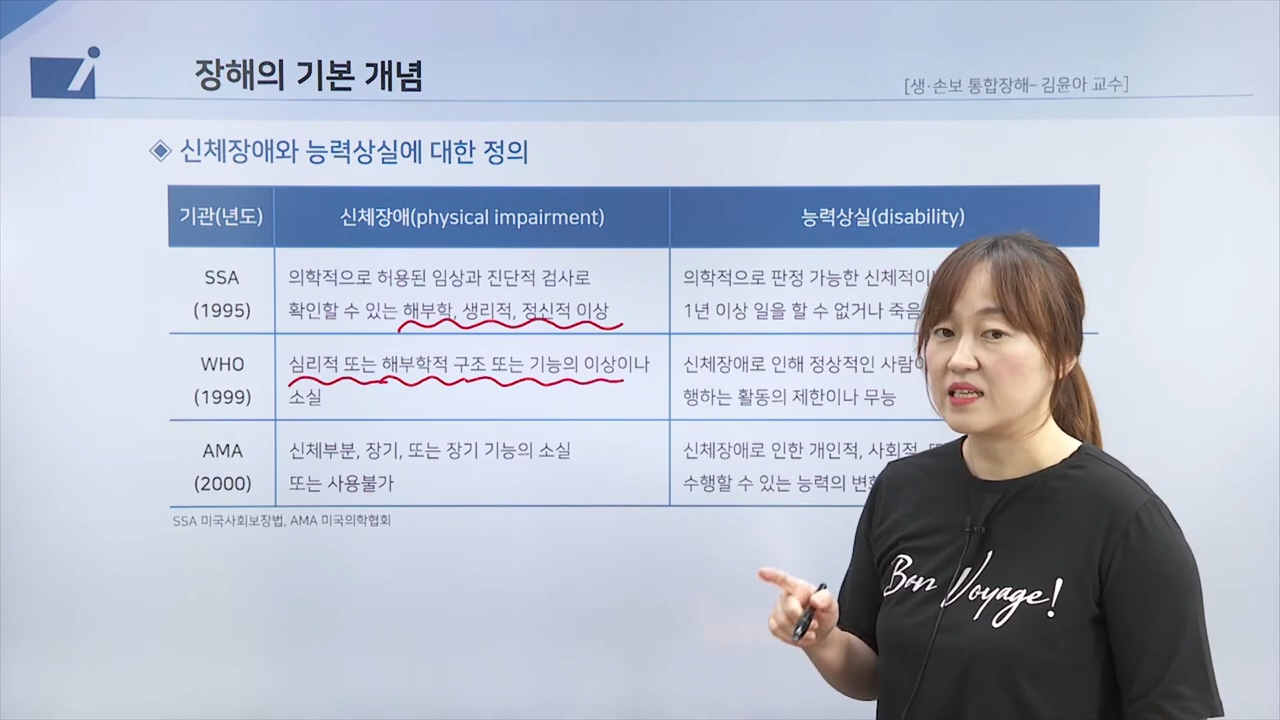 장해의 기본 개념
[생·손보 통합장해- 김윤아 교수]
◈ 신체장애와 능력상실에 대한 정의
기관(년도) 신체장애(physical impairment) 능력상실(disability)
SSA 의학적으로 허용된 임상과 진단적 검사로 의학적으로 판정 가능한
(1995) 확인할 수 있는 해부학, 생리적, 정신적 이상 1년 이상 일을 할 수 없거나
WHO 심리적 또는 해부학적 구조 또는 기능의 이상이나 신체장애로 인해 정상적인
(1999) 소실 행하는 활동의 제한이나 무능
AMA 신체부분, 장기, 또는 장기 기능의 소실 신체장애로 인한 개인적, 사회적,
(2000) 또는 사용불가 수행할 수 있는 능력의
SSA 미국사회보장법, AMA 미국의학협회
Bon Voyage!